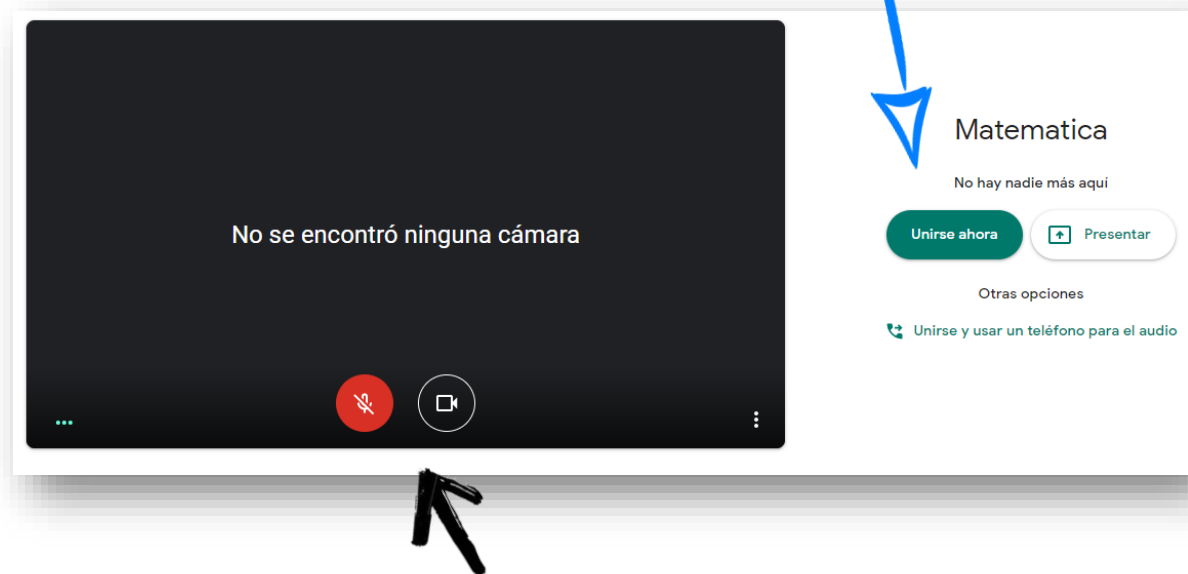 No se encontró ninguna cámara
Matematica
No hay nadie más aquí
Unirse ahora
Presentar
Otras opciones
Unirse y usar un teléfono para el audio